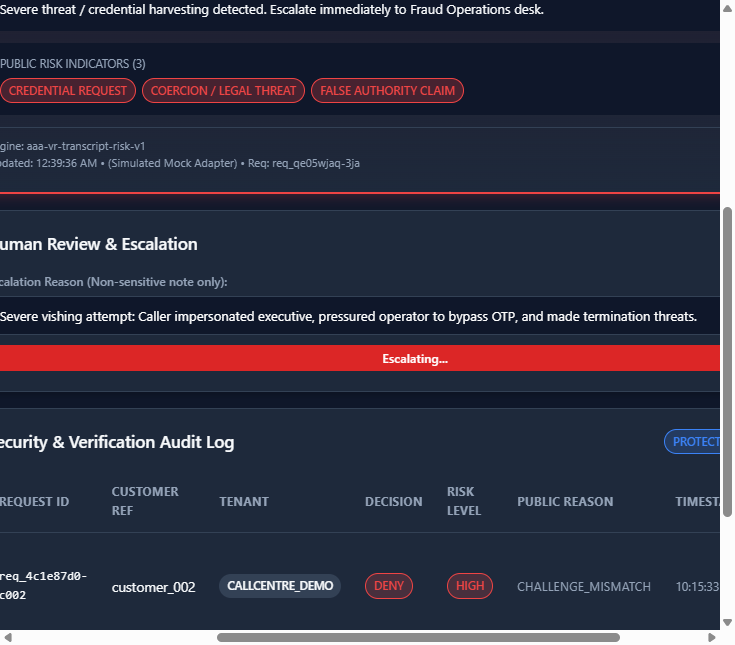 Severe threat / credential harvesting detected. Escalate immediately to Fraud Operations desk.
PUBLIC RISK INDICATORS (3)
CREDENTIAL REQUEST COERCION / LEGAL THREAT FALSE AUTHORITY CLAIM
gine: aaa-vr-transcript-risk-v1
pdated: 12:39:36 AM • (Simulated Mock Adapter) • Req: req_qe05wjaq-3ja
uman Review & Escalation
calation Reason (Non-sensitive note only):
Severe vishing attempt: Caller impersonated executive, pressured operator to bypass OTP, and made termination threats.
Escalating...
ecurity & Verification Audit Log PROTECT
REQUEST ID CUSTOMER REF TENANT DECISION RISK LEVEL PUBLIC REASON TIMEST
req_4c1e87d0-
c002 customer_002 CALLCENTRE_DEMO DENY HIGH CHALLENGE_MISMATCH 10:15:33